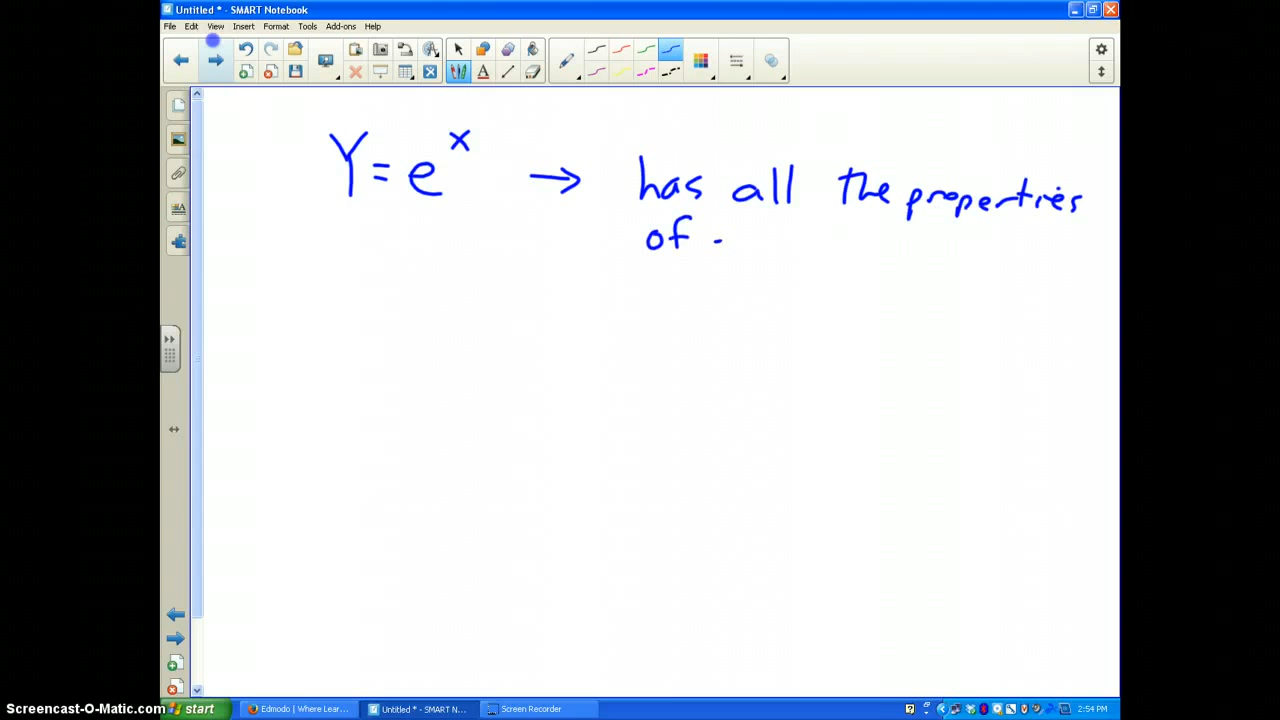 Untitled * - SMART Notebook
File Edit View Insert Format Tools Add-ons Help
Y = e^x → has all the properties
of -
Screencast-O-Matic.com
start
Edmodo | Where Lear...
Untitled * - SMART N...
Screen Recorder
2:54 PM